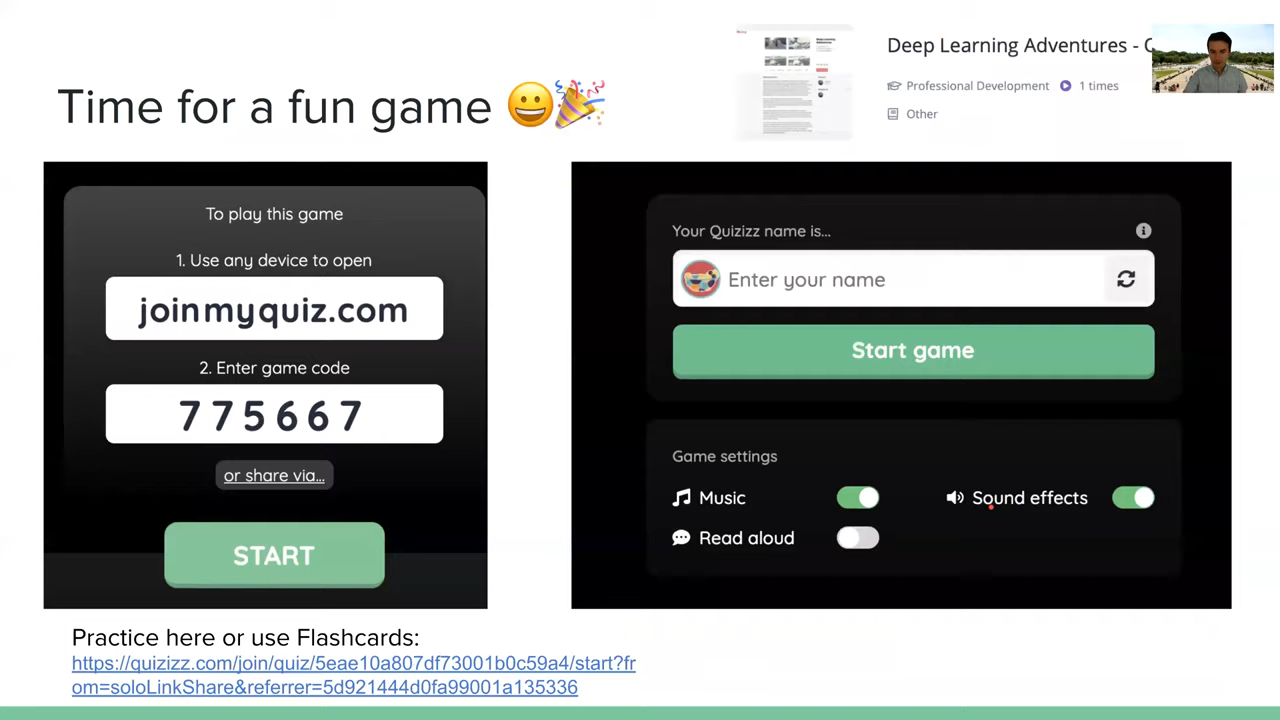 Time for a fun game 😀🎉
Deep Learning Adventures -
Professional Development 1 times
Other
To play this game
1. Use any device to open
joinmyquiz.com
2. Enter game code
775667
or share via...
START
Your Quizizz name is...
Enter your name
Start game
Game settings
Music
Sound effects
Read aloud
Practice here or use Flashcards:
https://quizizz.com/join/quiz/5eae10a807df73001b0c59a4/start?fr
om=soloLinkShare&referrer=5d921444d0fa99001a135336